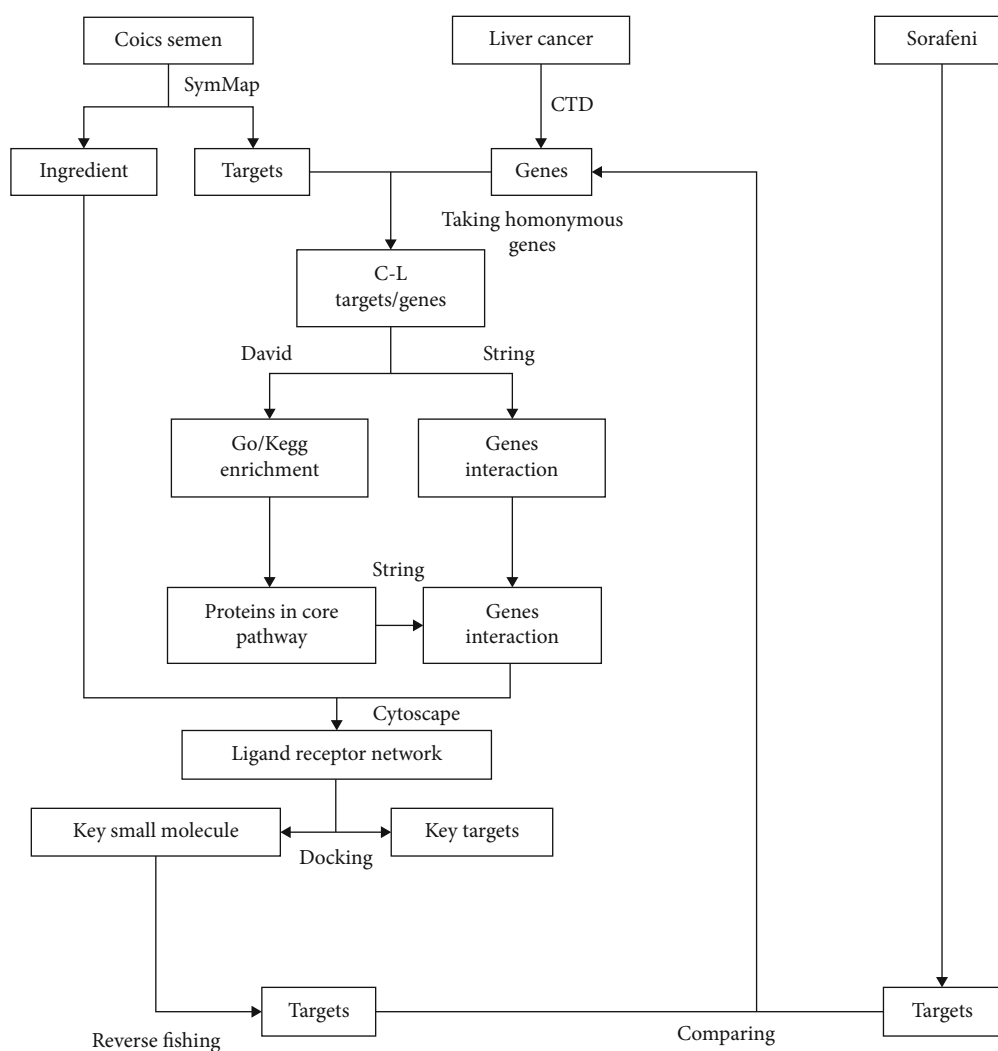 Coics semen
Liver cancer
Sorafeni
SymMap
CTD
Ingredient
Targets
Genes
Taking homonymous
genes
C-L
targets/genes
David
String
Go/Kegg
enrichment
Genes
interaction
String
Proteins in core
pathway
Genes
interaction
Cytoscape
Ligand receptor network
Key small molecule
Key targets
Docking
Targets
Targets
Reverse fishing
Comparing